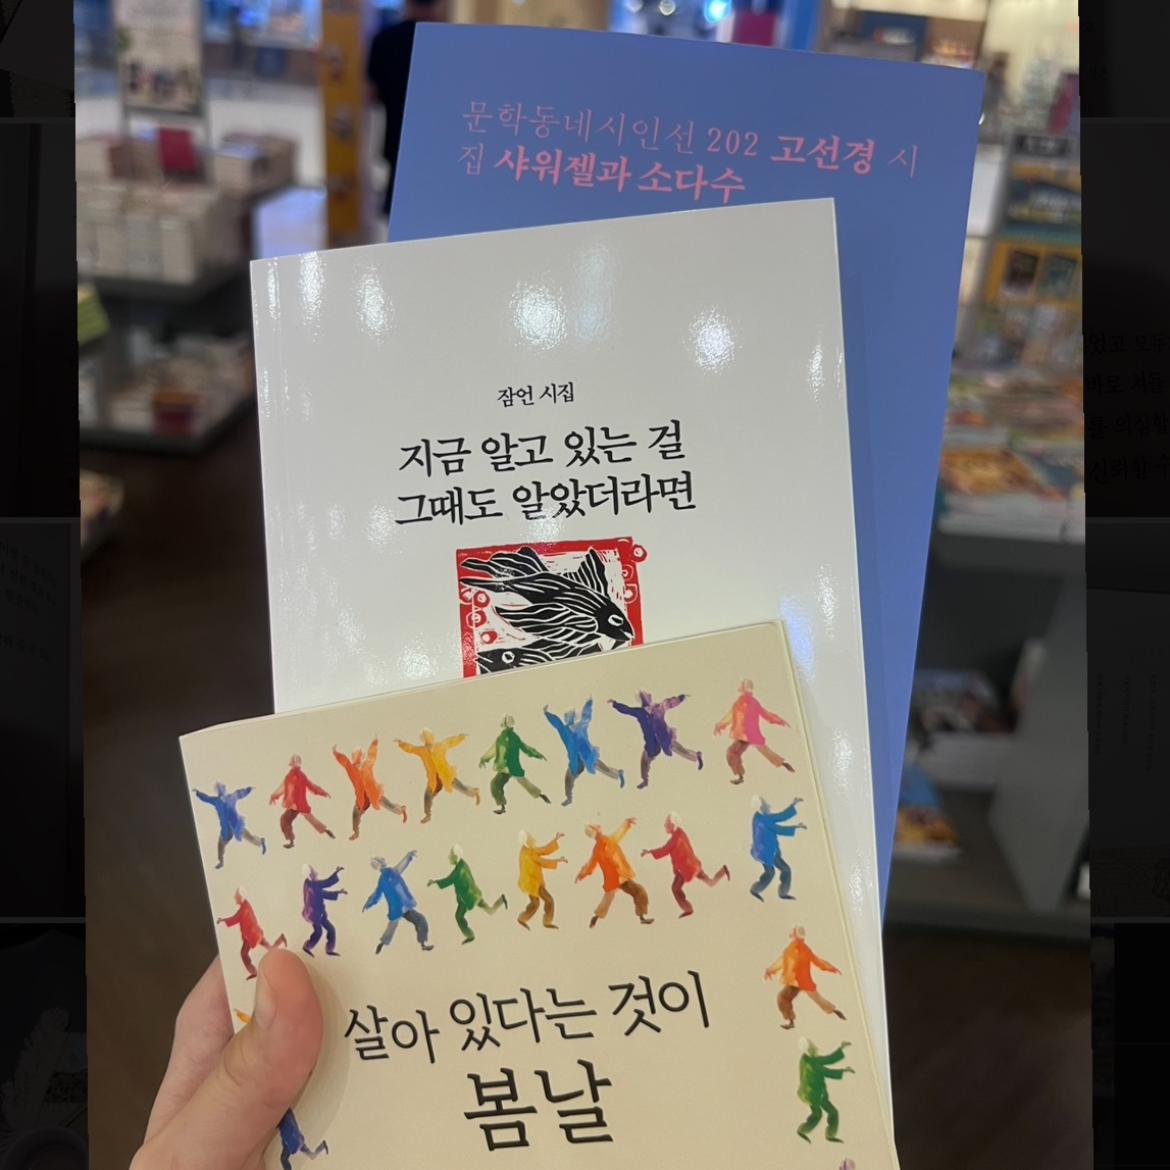 문학동네시인선 202 고선경 시
집 샤워젤과 소다수
잠언 시집
지금 알고 있는 걸
그때도 알았더라면
살아 있다는 것이
봄날